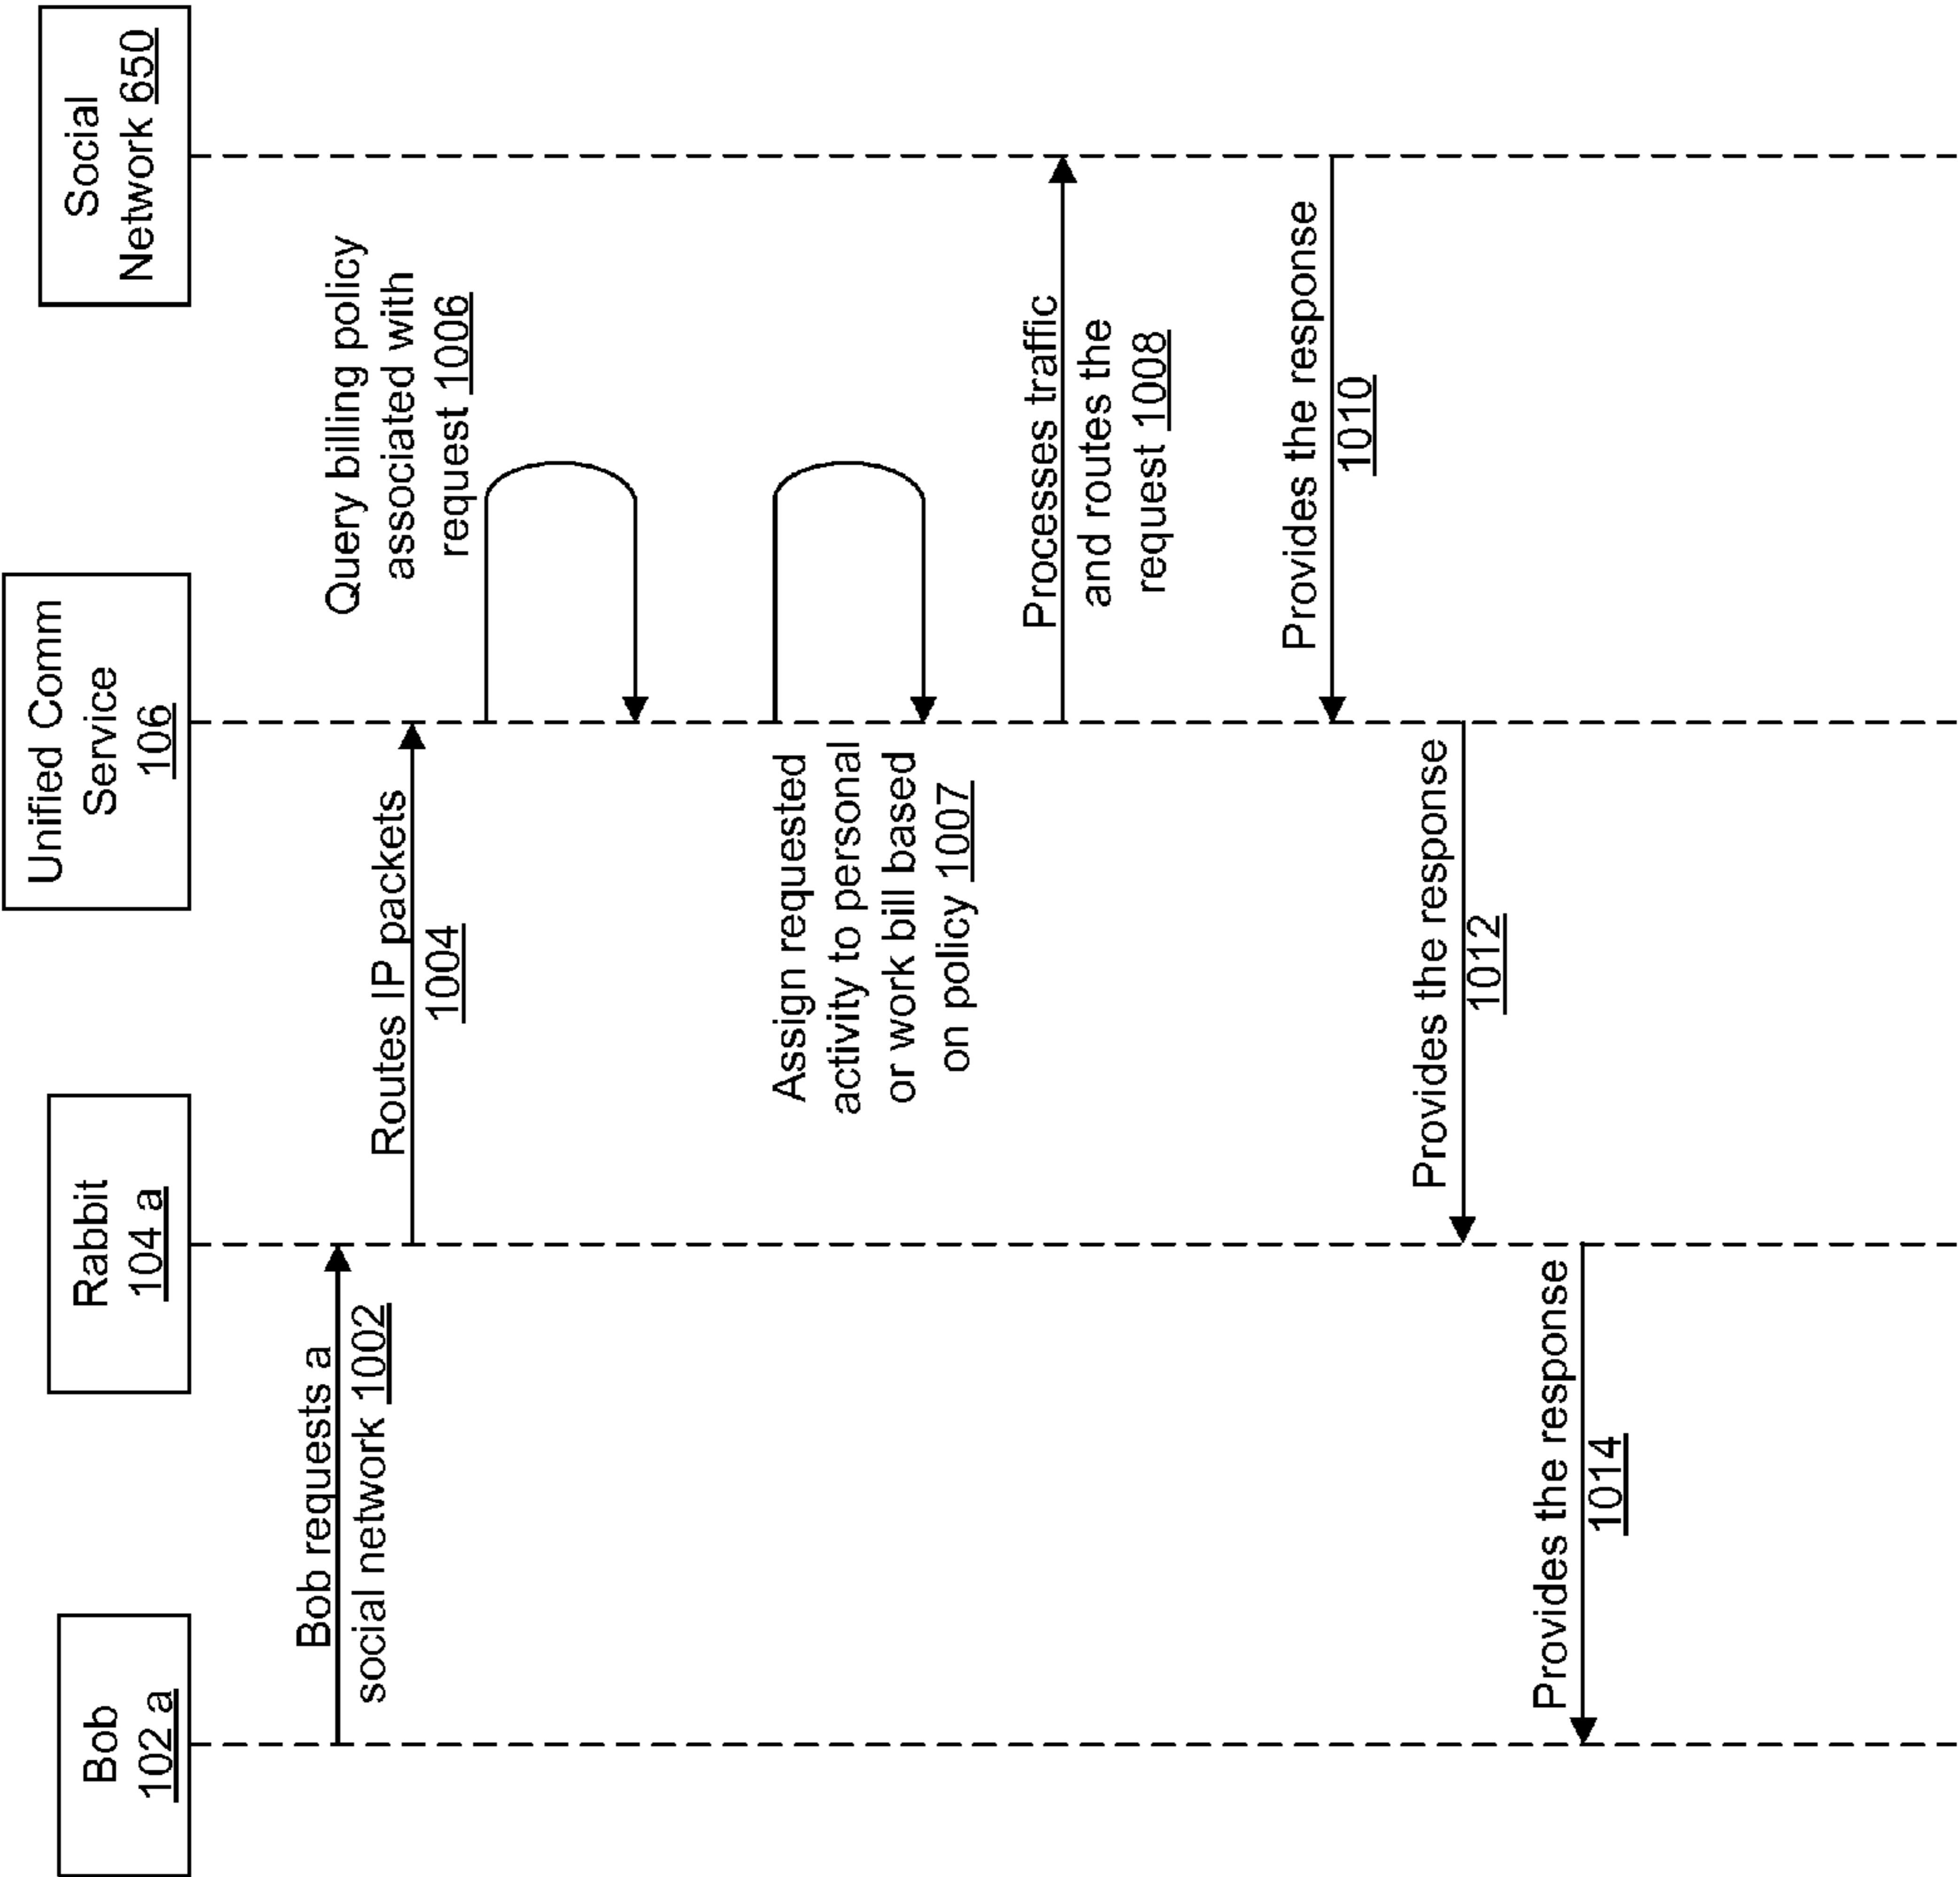 Bob
102 a
Rabbit
104 a
Unified Comm
Service
106
Social
Network 650
Bob requests a
social network 1002
Routes IP packets
1004
Query billing policy
associated with
request 1006
Assign requested
activity to personal
or work bill based
on policy 1007
Processes traffic
and routes the
request 1008
Provides the response
1010
Provides the response
1012
Provides the response
1014